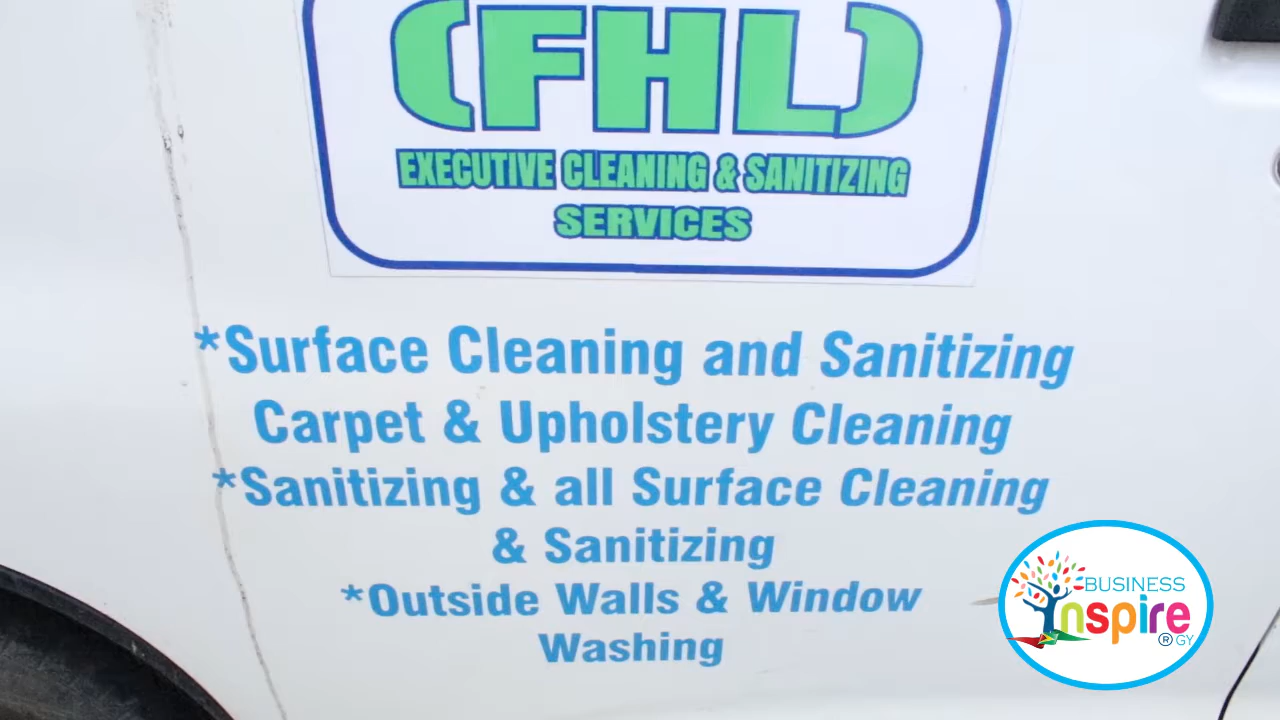 (FHL)
EXECUTIVE CLEANING & SANITIZING
SERVICES
*Surface Cleaning and Sanitizing
Carpet & Upholstery Cleaning
*Sanitizing & all Surface Cleaning
& Sanitizing
*Outside Walls & Window
Washing
BUSINESS
nspire
® GY